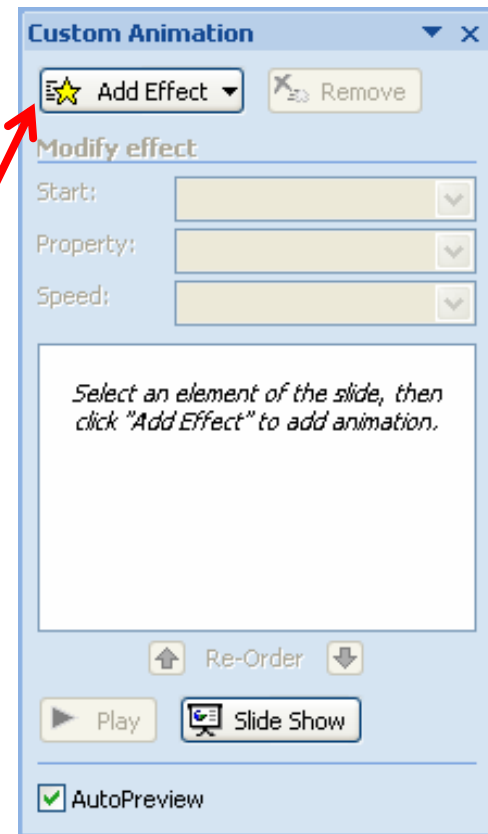 Custom Animation
Add Effect
Remove
Modify effect
Start:
Property:
Speed:
Select an element of the slide, then
click "Add Effect" to add animation.
Re-Order
Play
Slide Show
AutoPreview